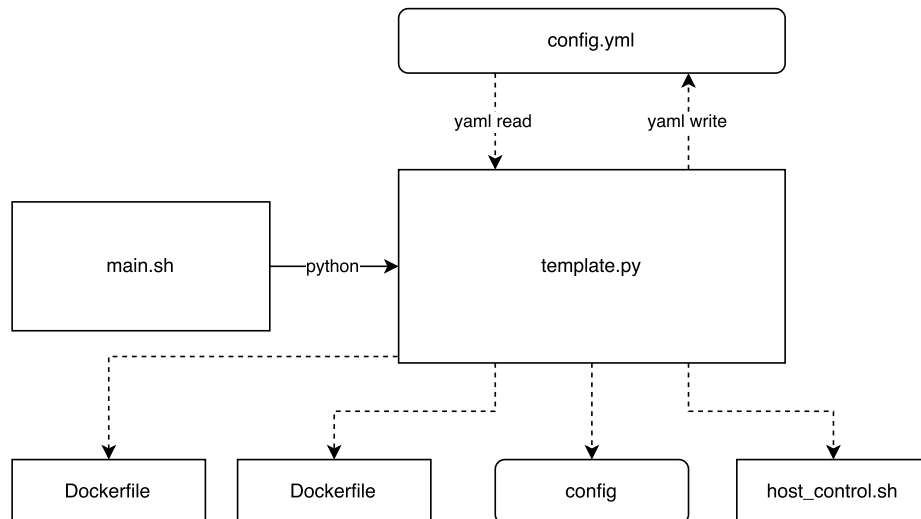 config.yml
yaml read
yaml write
main.sh
python
template.py
Dockerfile
Dockerfile
config
host_control.sh